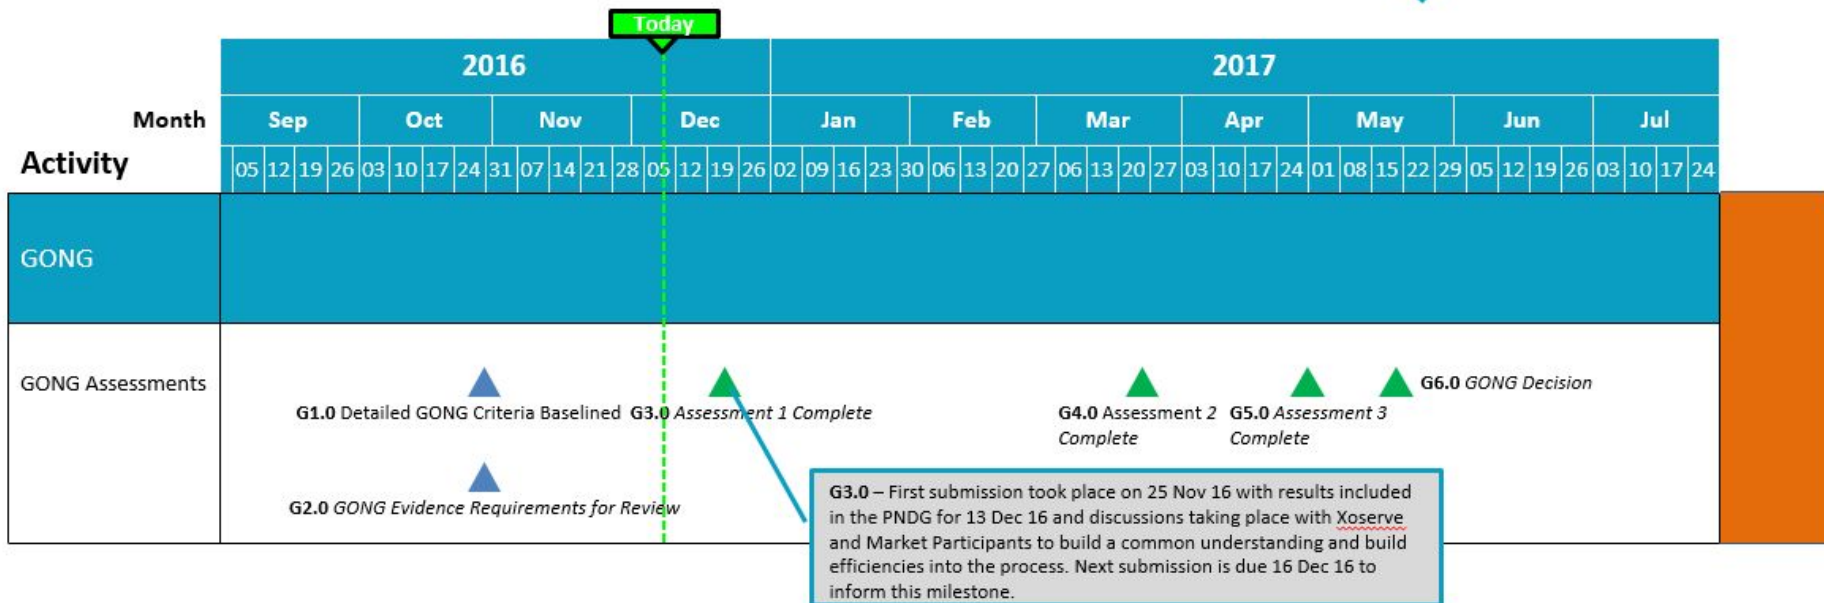 Today
2016 2017
Month Sep Oct Nov Dec Jan Feb Mar Apr May Jun Jul
Activity 05 12 19 26 03 10 17 24 31 07 14 21 28 05 12 19 26 02 09 16 23 30 06 13 20 27 06 13 20 27 03 10 17 24 01 08 15 22 29 05 12 19 26 03 10 17 24
GONG
GONG Assessments
G6.0 GONG Decision
G1.0 Detailed GONG Criteria Baselined
G3.0 Assessment 1 Complete
G4.0 Assessment 2
Complete
G5.0 Assessment 3
Complete
G2.0 GONG Evidence Requirements for Review
G3.0 – First submission took place on 25 Nov 16 with results included
in the PNDG for 13 Dec 16 and discussions taking place with Xoserve
and Market Participants to build a common understanding and build
efficiencies into the process. Next submission is due 16 Dec 16 to
inform this milestone.